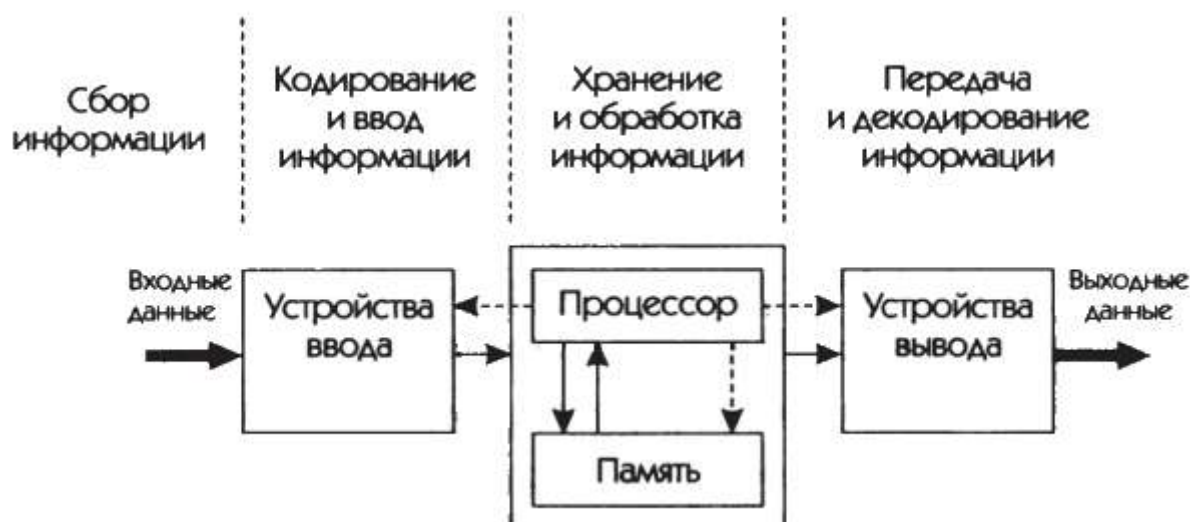 Сбор
информации
Кодирование
и ввод
информации
Хранение
и обработка
информации
Передача
и декодирование
информации
Входные
данные
Устройства
ввода
Процессор
Память
Устройства
вывода
Выходные
данные